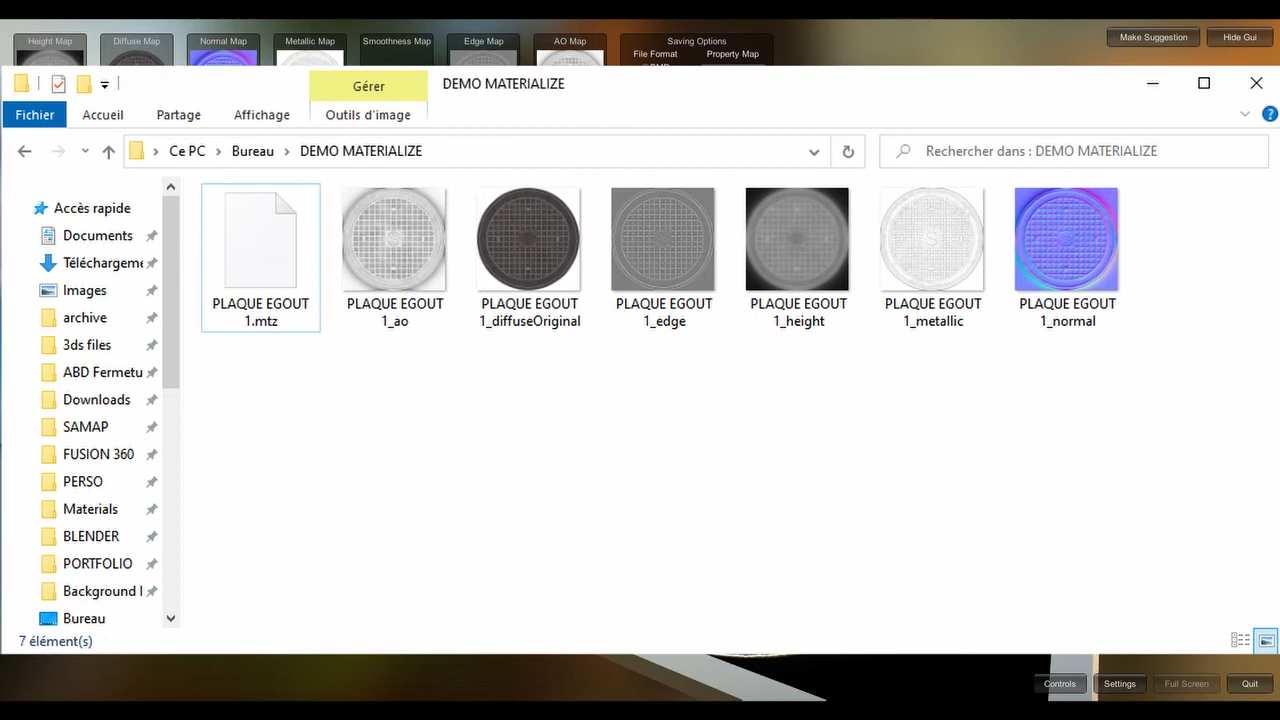 Height Map
Diffuse Map
Normal Map
Metallic Map
Smoothness Map
Edge Map
AO Map
Saving Options
File Format
Property Map
Make Suggestion
Hide Gui
Gérer
DEMO MATERIALIZE
Fichier
Accueil
Partage
Affichage
Outils d'image
Ce PC
Bureau
DEMO MATERIALIZE
Rechercher dans : DEMO MATERIALIZE
Accès rapide
Documents
Téléchargeme
Images
archive
3ds files
ABD Fermetu
Downloads
SAMAP
FUSION 360
PERSO
Materials
BLENDER
PORTFOLIO
Background I
Bureau
PLAQUE EGOUT
1.mtz
PLAQUE EGOUT
1_ao
PLAQUE EGOUT
1_diffuseOriginal
PLAQUE EGOUT
1_edge
PLAQUE EGOUT
1_height
PLAQUE EGOUT
1_metallic
PLAQUE EGOUT
1_normal
7 élément(s)
Controls
Settings
Full Screen
Quit